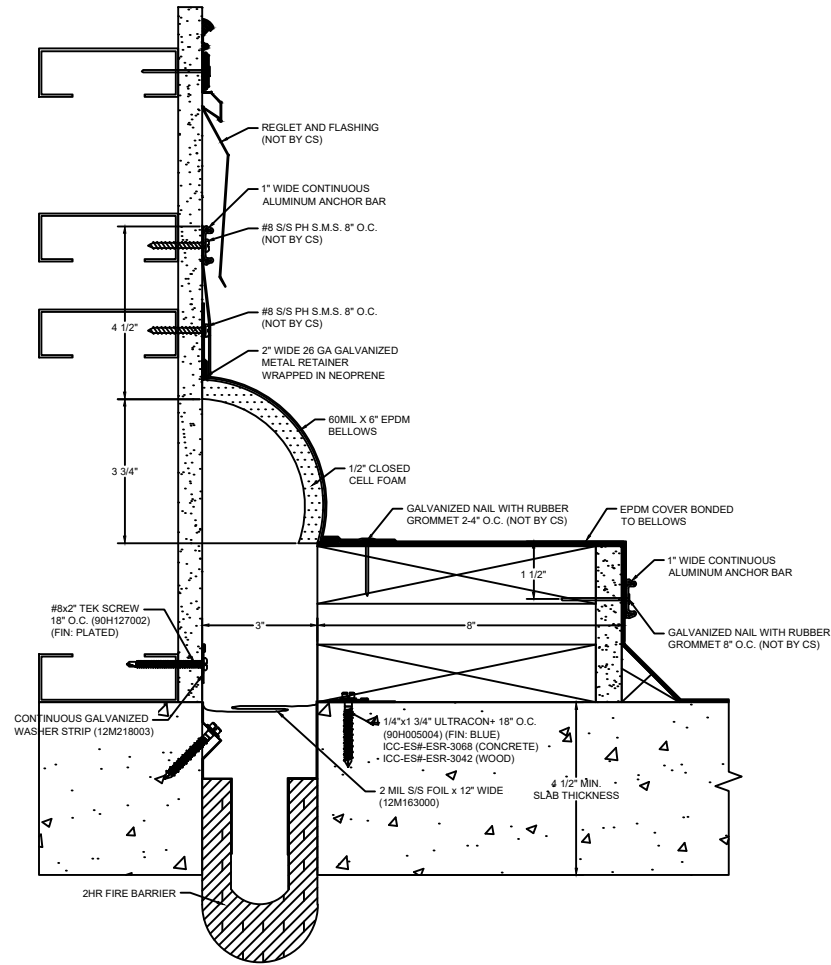 REGLET AND FLASHING
(NOT BY CS)
1" WIDE CONTINUOUS
ALUMINUM ANCHOR BAR
#8 S/S PH S.M.S. 8" O.C.
(NOT BY CS)
#8 S/S PH S.M.S. 8" O.C.
(NOT BY CS)
4 1/2"
2" WIDE 26 GA GALVANIZED
METAL RETAINER
WRAPPED IN NEOPRENE
60MIL X 6" EPDM
BELLOWS
3 3/4"
1/2" CLOSED
CELL FOAM
GALVANIZED NAIL WITH RUBBER
GROMMET 2-4" O.C. (NOT BY CS)
EPDM COVER BONDED
TO BELLOWS
1 1/2"
1" WIDE CONTINUOUS
ALUMINUM ANCHOR BAR
#8x2" TEK SCREW
18" O.C. (90H127002)
(FIN: PLATED)
3"
8"
GALVANIZED NAIL WITH RUBBER
GROMMET 8" O.C. (NOT BY CS)
CONTINUOUS GALVANIZED
WASHER STRIP (12M218003)
1/4"x1 3/4" ULTRACON+ 18" O.C.
(90H005004) (FIN: BLUE)
ICC-ES#-ESR-3068 (CONCRETE)
ICC-ES#-ESR-3042 (WOOD)
2 MIL S/S FOIL x 12" WIDE
(12M163000)
4 1/2" MIN.
SLAB THICKNESS
2HR FIRE BARRIER